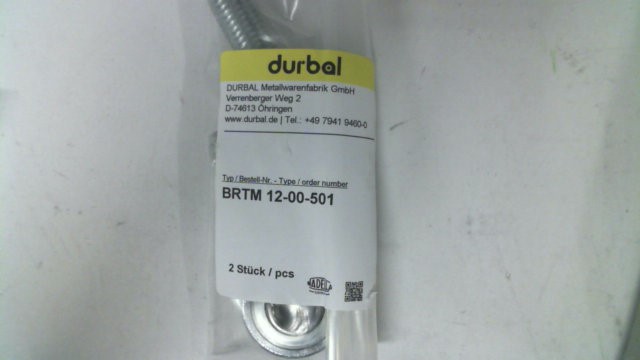 durbal
DURBAL Metallwarenfabrik GmbH
Verrenberger Weg 2
D-74613 Öhringen
www.durbal.de | Tel.: +49 7941 9460-0
Typ / Bestell-Nr. - Type / order number
BRTM 12-00-501
2 Stück / pcs